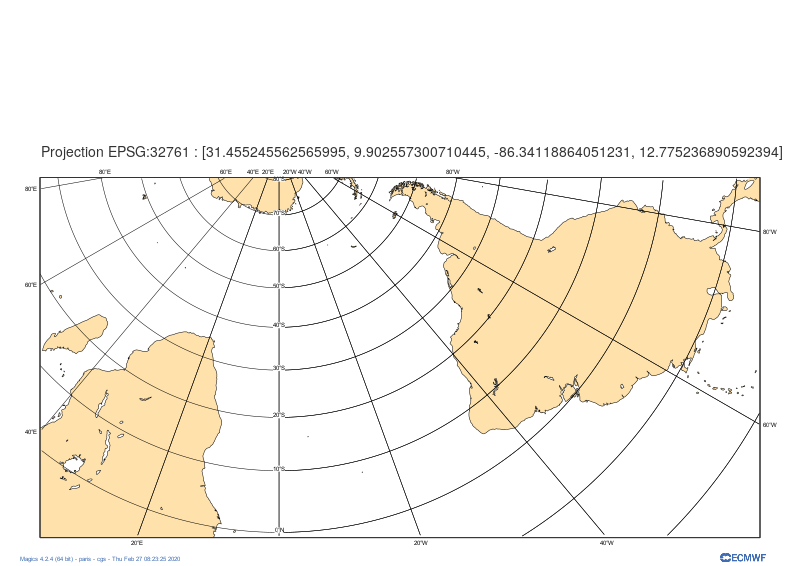 Projection EPSG:32761 : [31.455245562565995, 9.902557300710445, -86.34118864051231, 12.775236890592394]
80°E 60°E 40°E 20°E 20°W 40°W 60°W 80°W
80°E
80°S
70°S
80°W
60°S
60°E
50°S
40°S
30°S
20°S
60°W
40°E
10°S
0°N
20°E 20°W 40°W
Magics 4.2.4 (64 bit) - paris - cgs - Thu Feb 27 08:23:25 2020
ECMWF